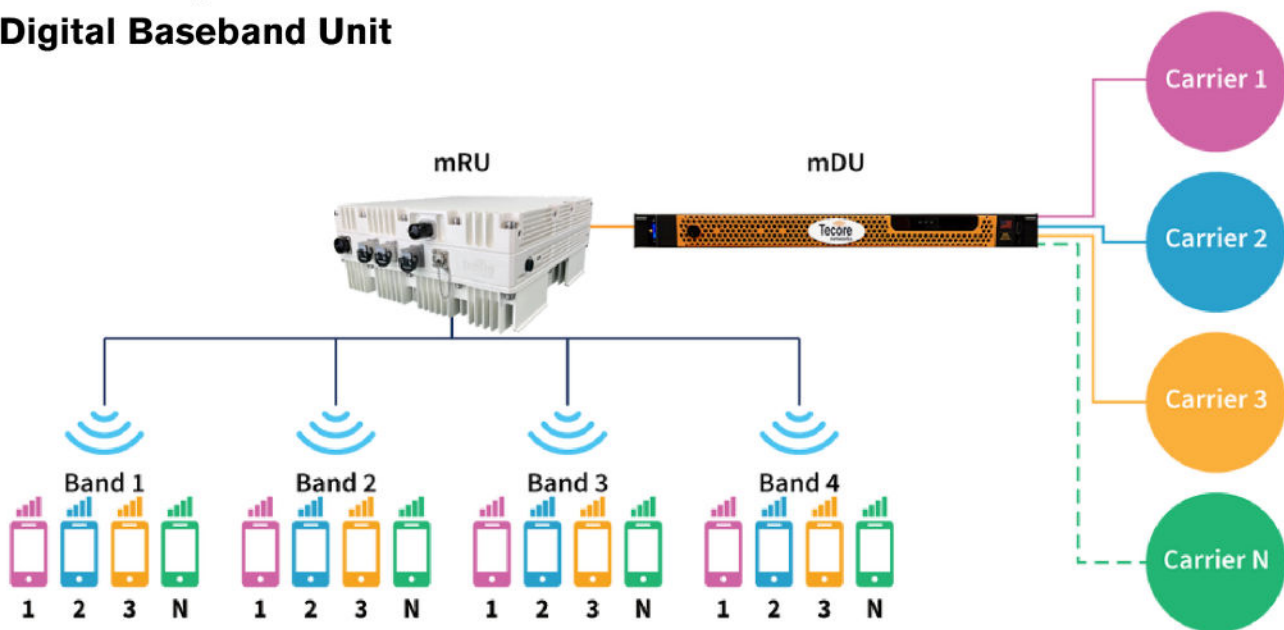 Digital Baseband Unit
mRU
mDU
Tecore
Carrier 1
Carrier 2
Carrier 3
Carrier N
Band 1
Band 2
Band 3
Band 4
1 2 3 N 1 2 3 N 1 2 3 N 1 2 3 N